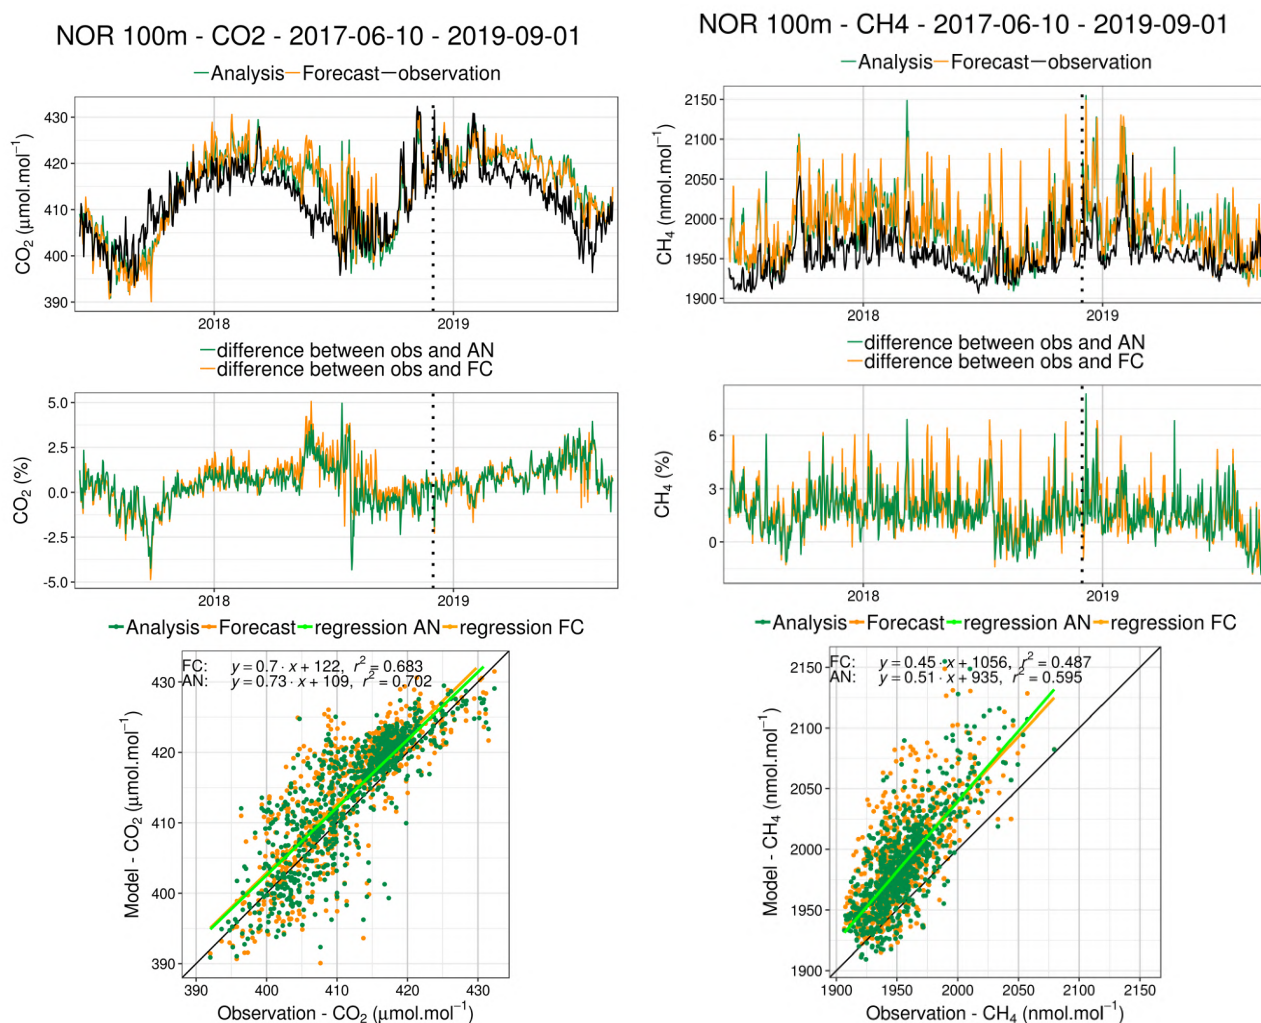 NOR 100m - CO2 - 2017-06-10 - 2019-09-01
Analysis Forecast observation
CO₂ (μmol.mol⁻¹)
430
420
410
400
390
2018 2019
difference between obs and AN
difference between obs and FC
CO₂ (%)
5.0
2.5
0.0
-2.5
-5.0
2018 2019
Analysis Forecast regression AN regression FC
FC: y = 0.7 · x + 122, r² = 0.683
AN: y = 0.73 · x + 109, r² = 0.702
Model - CO₂ (μmol.mol⁻¹)
430
420
410
400
390
390 400 410 420 430
Observation - CO₂ (μmol.mol⁻¹)
NOR 100m - CH4 - 2017-06-10 - 2019-09-01
Analysis Forecast observation
CH₄ (nmol.mol⁻¹)
2150
2100
2050
2000
1950
1900
2018 2019
difference between obs and AN
difference between obs and FC
CH₄ (%)
6
3
0
2018 2019
Analysis Forecast regression AN regression FC
FC: y = 0.45 · x + 1056, r² = 0.487
AN: y = 0.51 · x + 935, r² = 0.595
Model - CH₄ (nmol.mol⁻¹)
2150
2100
2050
2000
1950
1900
1900 1950 2000 2050 2100 2150
Observation - CH₄ (nmol.mol⁻¹)